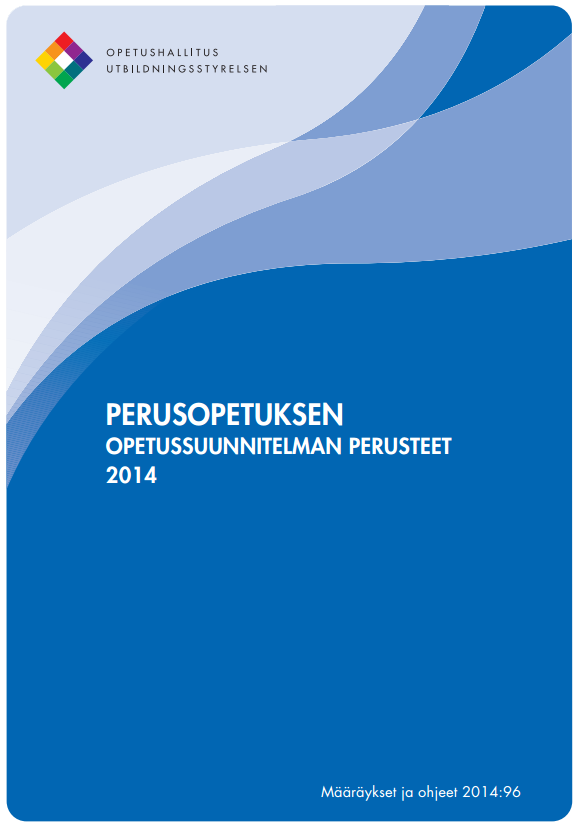 OPETUSHALLITUS
UTBILDNINGSSTYRELSEN
PERUSOPETUKSEN
OPETUSSUUNNITELMAN PERUSTEET
2014
Määräykset ja ohjeet 2014:96